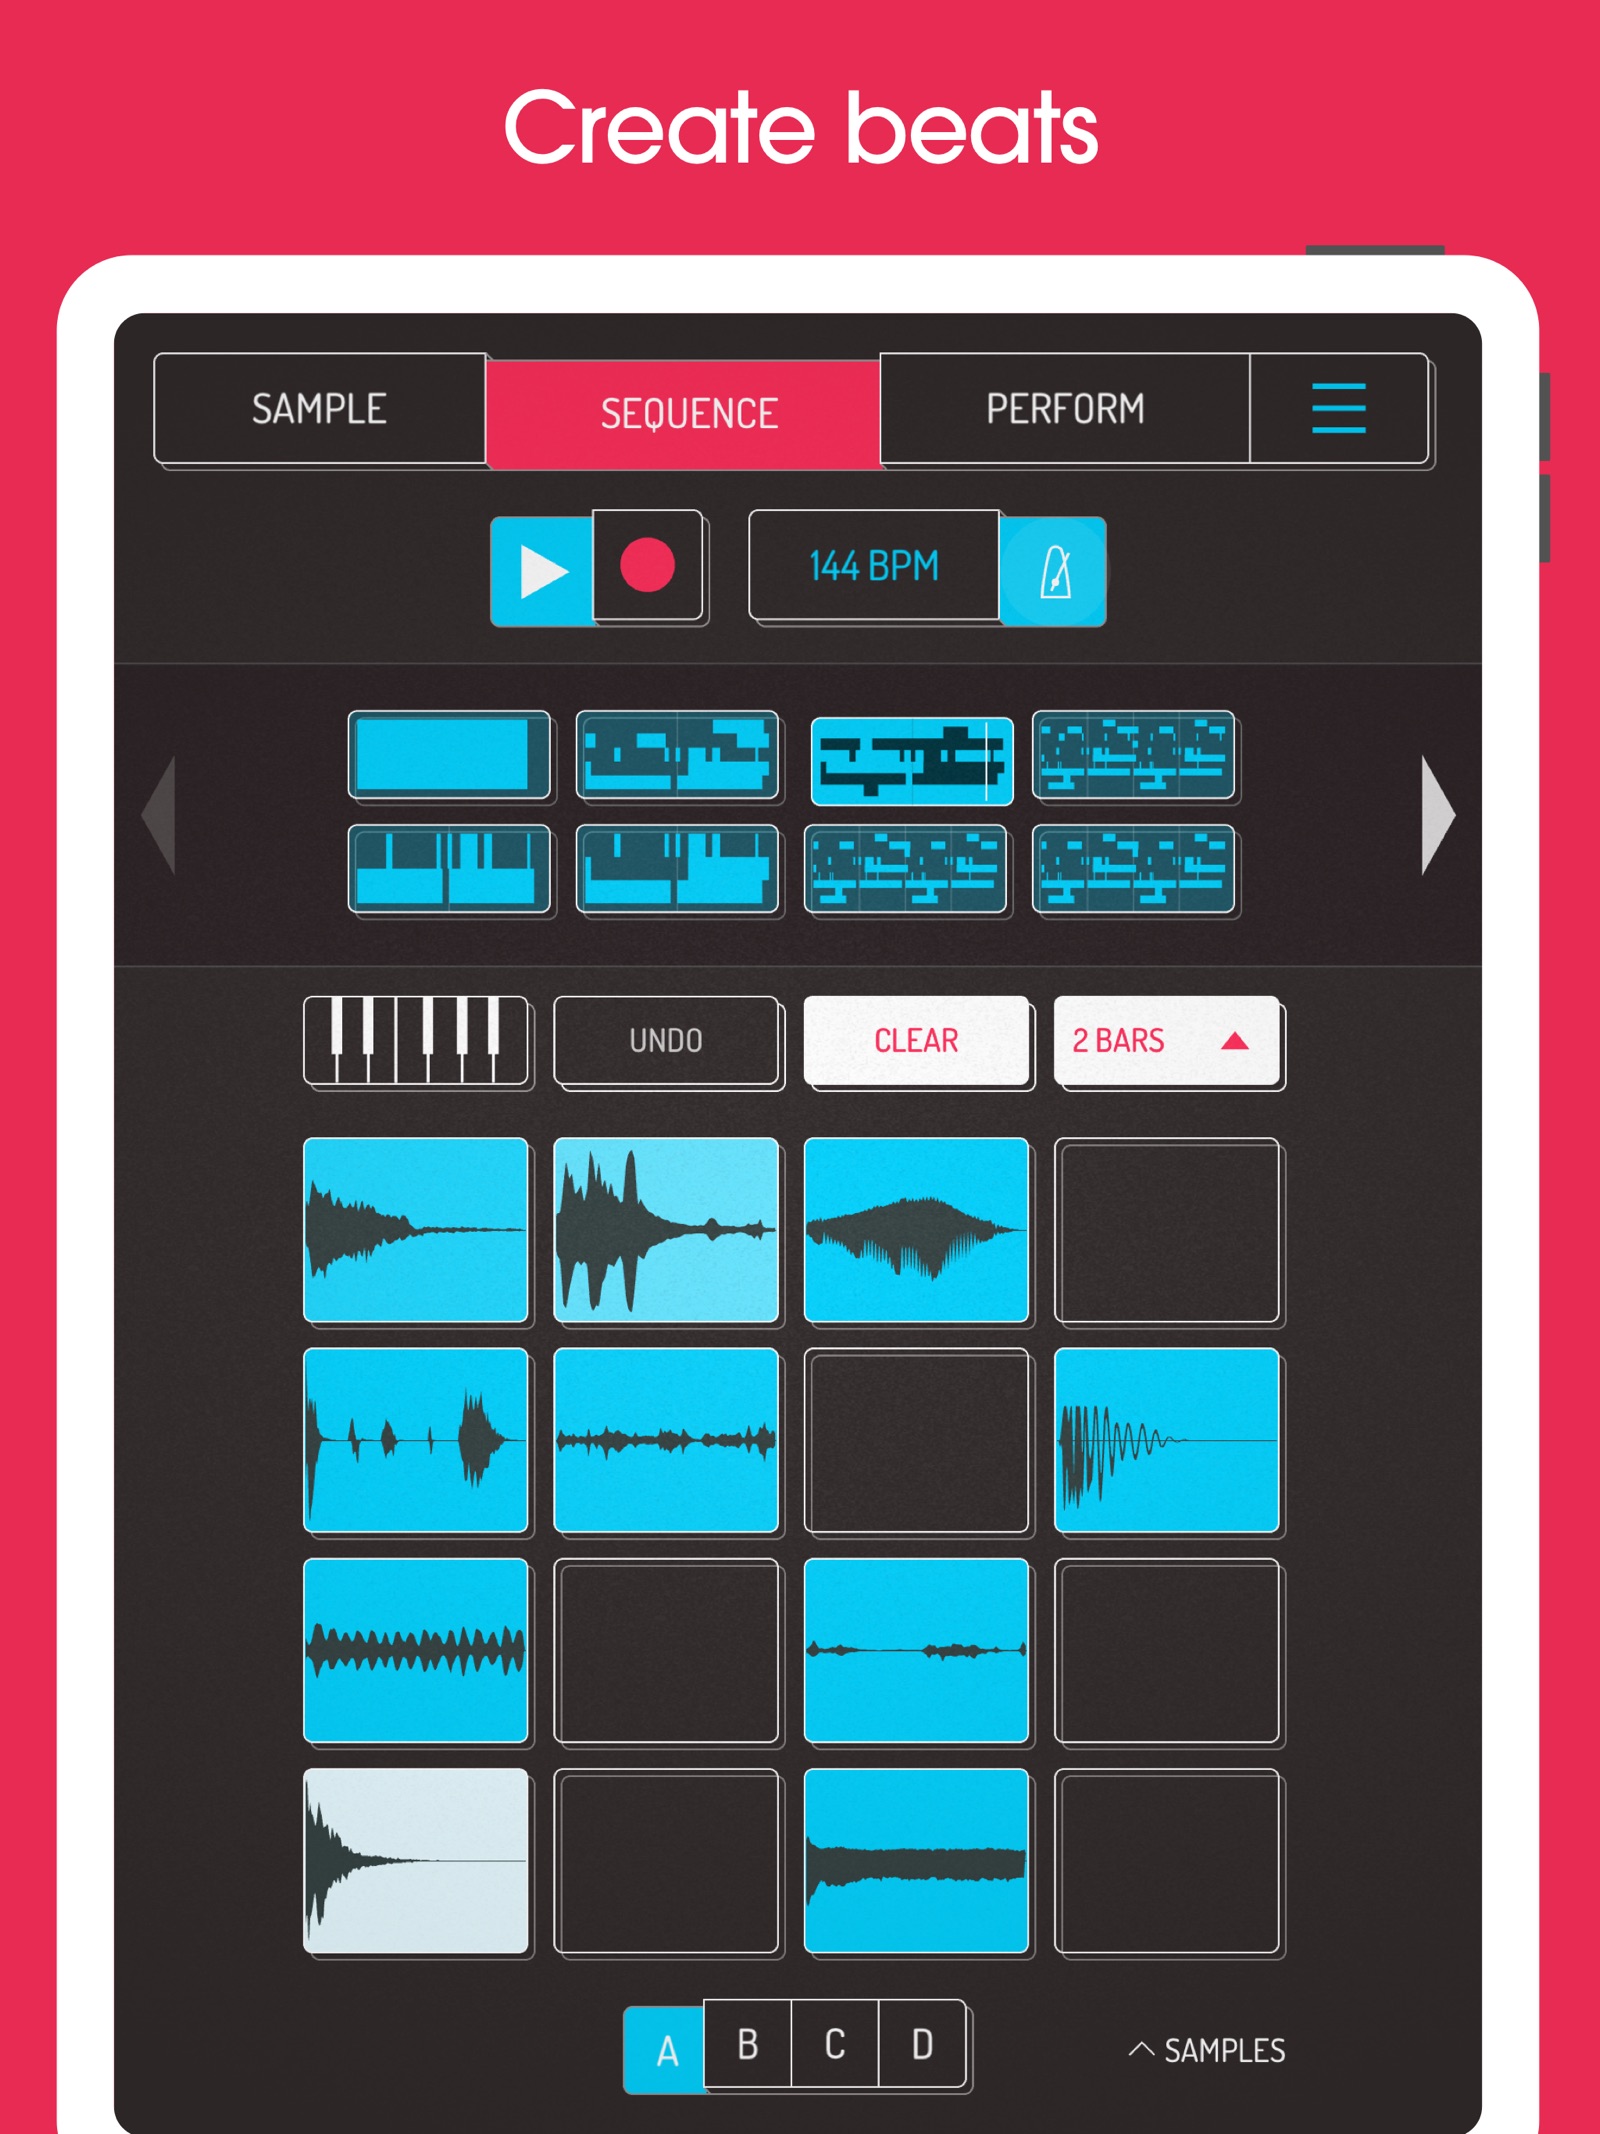 Create beats
SAMPLE SEQUENCE PERFORM
144 BPM
UNDO CLEAR 2 BARS
A B C D SAMPLES